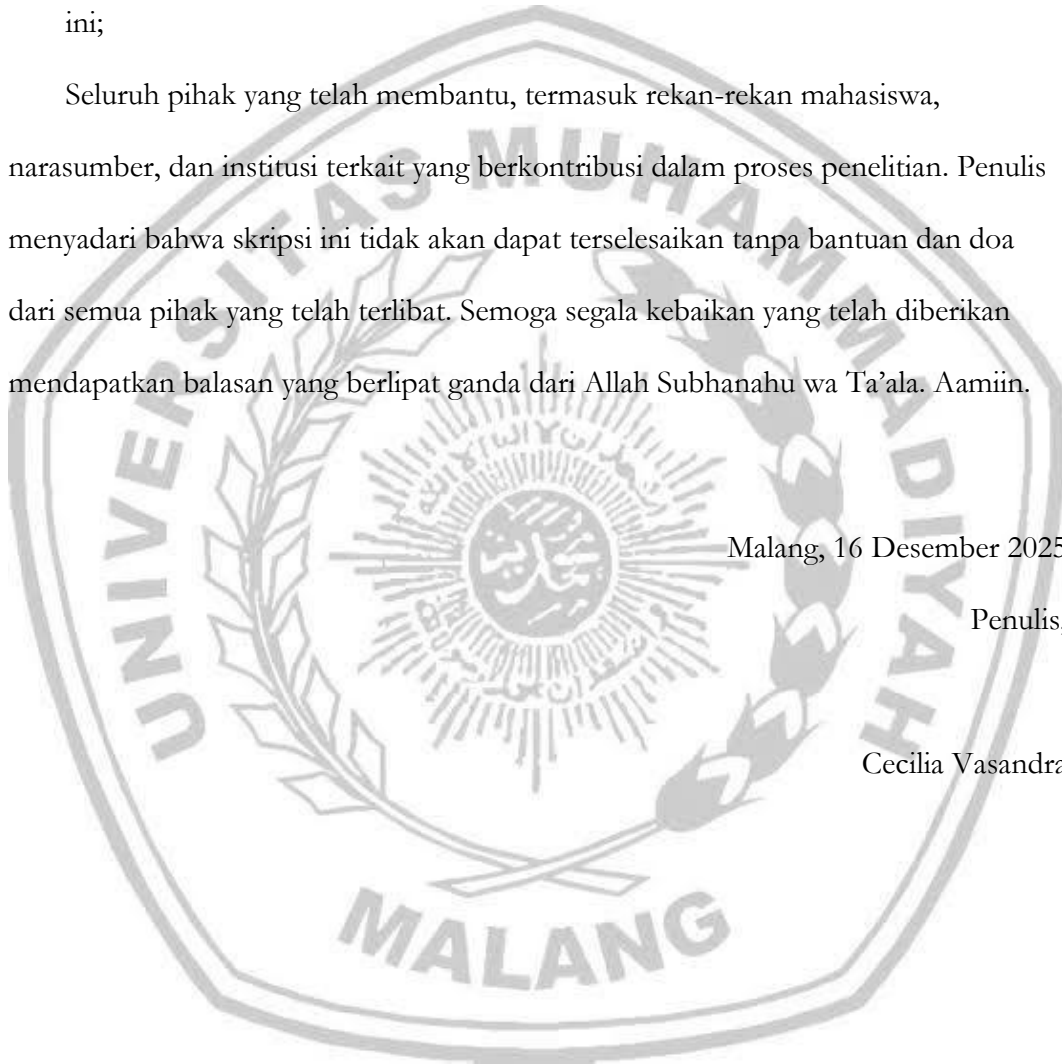 ini;
Seluruh pihak yang telah membantu, termasuk rekan-rekan mahasiswa,
narasumber, dan institusi terkait yang berkontribusi dalam proses penelitian. Penulis
menyadari bahwa skripsi ini tidak akan dapat terselesaikan tanpa bantuan dan doa
dari semua pihak yang telah terlibat. Semoga segala kebaikan yang telah diberikan
mendapatkan balasan yang berlipat ganda dari Allah Subhanahu wa Ta’ala. Aamiin.
Malang, 16 Desember 2025
Penulis,
Cecilia Vasandra
UNIVERSITAS MUHAMMADIYAH
MALANG